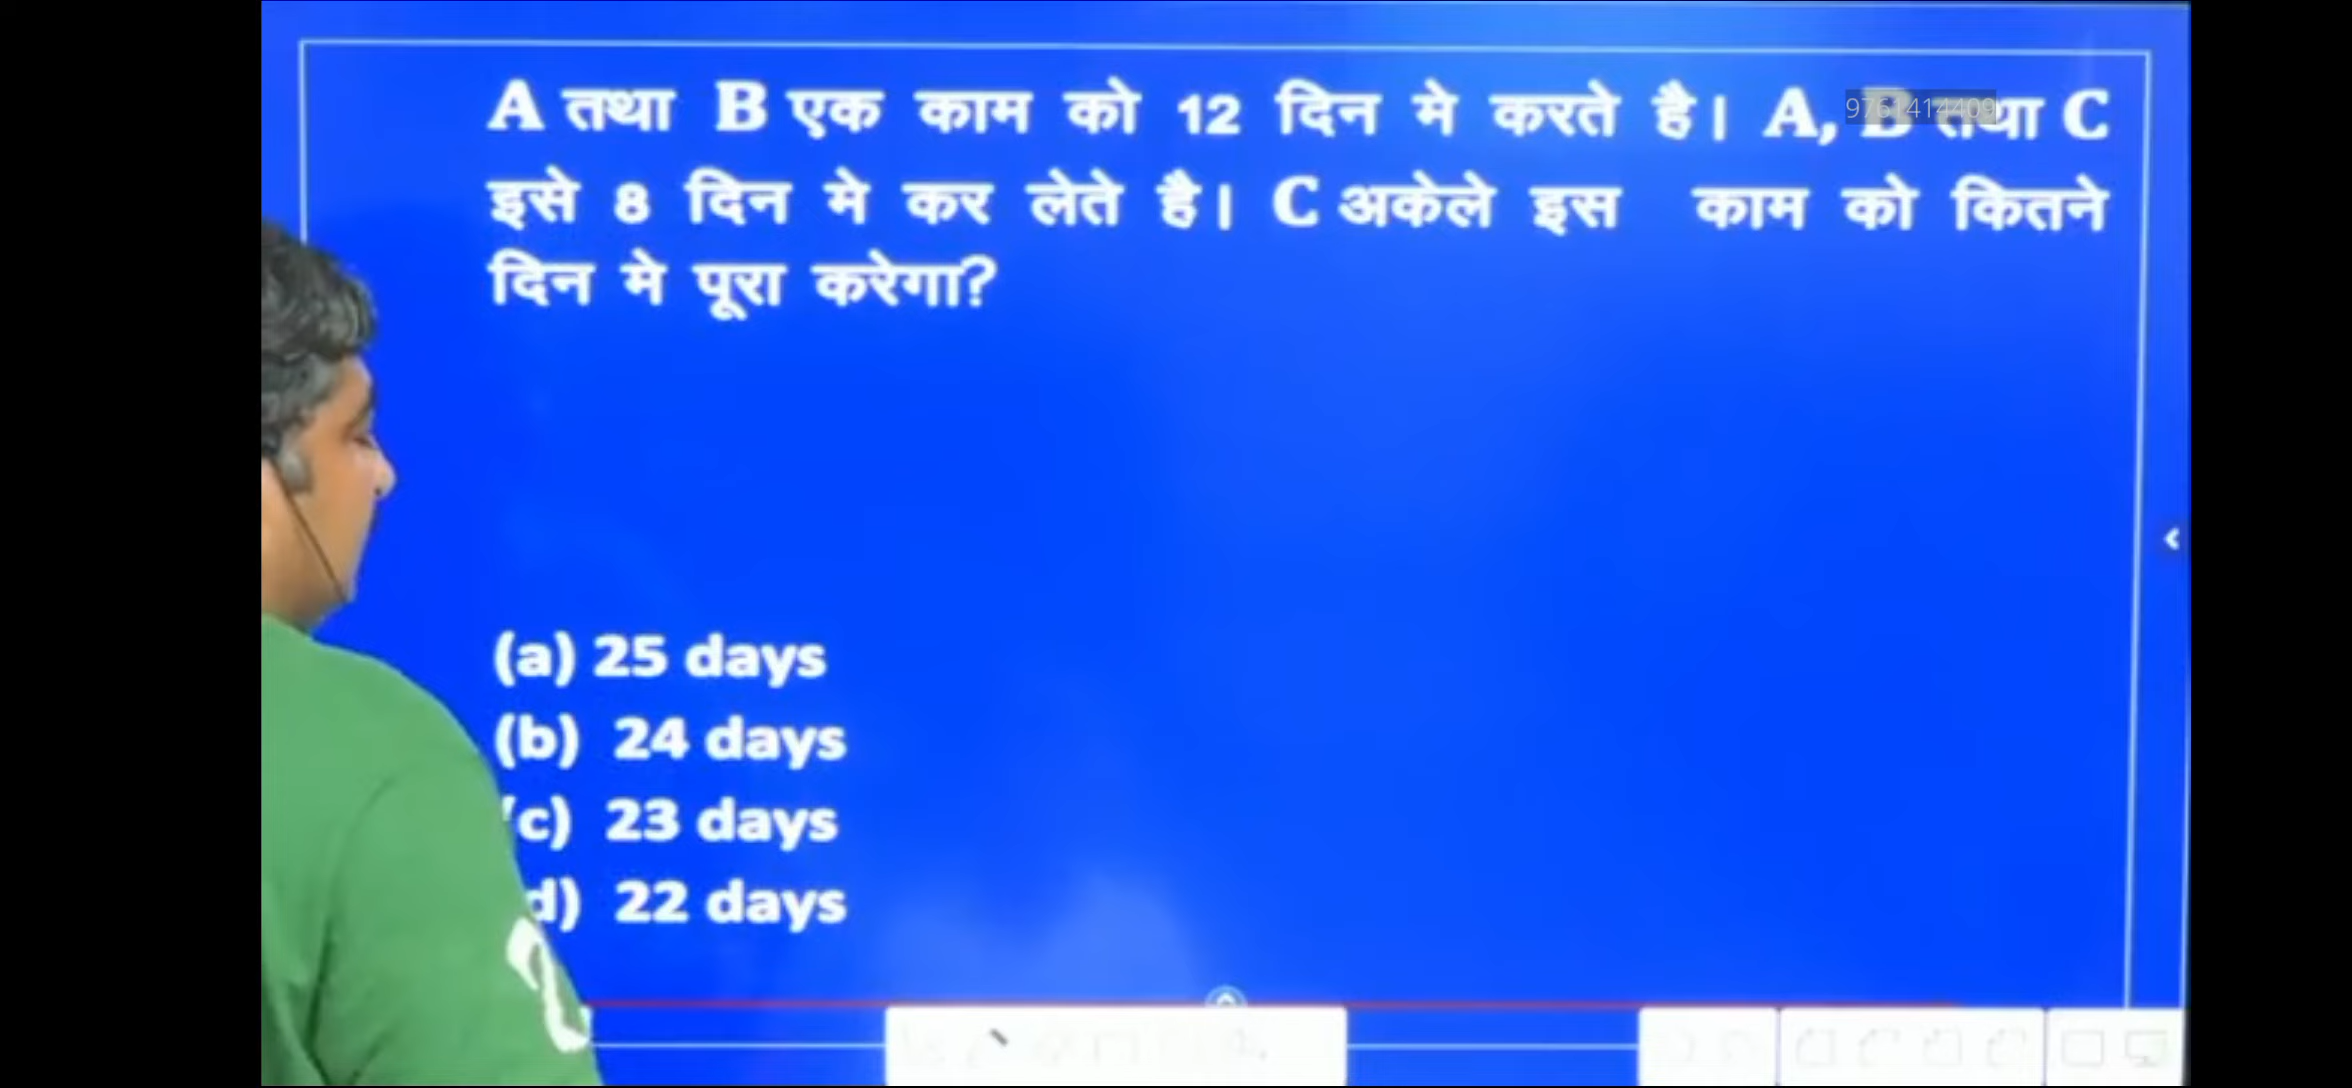 A तथा B एक काम को 12 दिन मे करते है। A, B तथा C
9761414409
इसे 8 दिन मे कर लेते है। C अकेले इस काम को कितने
दिन मे पूरा करेगा?
(a) 25 days
(b) 24 days
(c) 23 days
d) 22 days